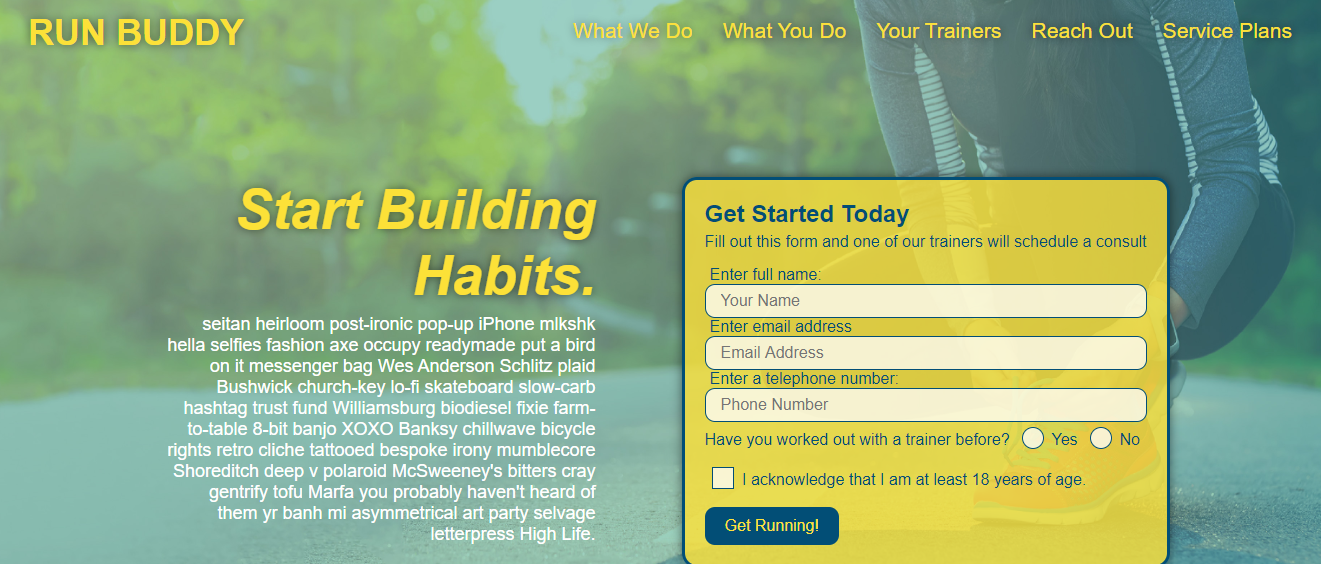 RUN BUDDY
What We Do
What You Do
Your Trainers
Reach Out
Service Plans
Start Building
Habits.
seitan heirloom post-ironic pop-up iPhone mlkshk
hella selfies fashion axe occupy readymade put a bird
on it messenger bag Wes Anderson Schlitz plaid
Bushwick church-key lo-fi skateboard slow-carb
hashtag trust fund Williamsburg biodiesel fixie farm-
to-table 8-bit banjo XOXO Banksy chillwave bicycle
rights retro cliche tattooed bespoke irony mumblecore
Shoreditch deep v polaroid McSweeney's bitters cray
gentrify tofu Marfa you probably haven't heard of
them yr banh mi asymmetrical art party selvage
letterpress High Life.
Get Started Today
Fill out this form and one of our trainers will schedule a consult
Enter full name:
Your Name
Enter email address
Email Address
Enter a telephone number:
Phone Number
Have you worked out with a trainer before? Yes No
I acknowledge that I am at least 18 years of age.
Get Running!